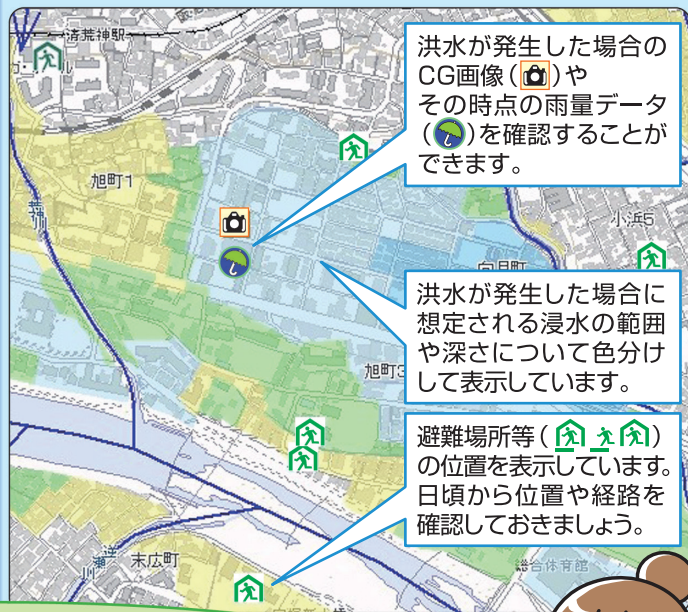 清荒神駅
洪水が発生した場合の
CG画像()や
その時点の雨量データ
()を確認することが
できます。
旭町1
荒神川
小浜5
向月町
洪水が発生した場合に
想定される浸水の範囲
や深さについて色分け
して表示しています。
旭町3
避難場所等()
の位置を表示しています。
日頃から位置や経路を
確認しておきましょう。
末広町
総合体育館